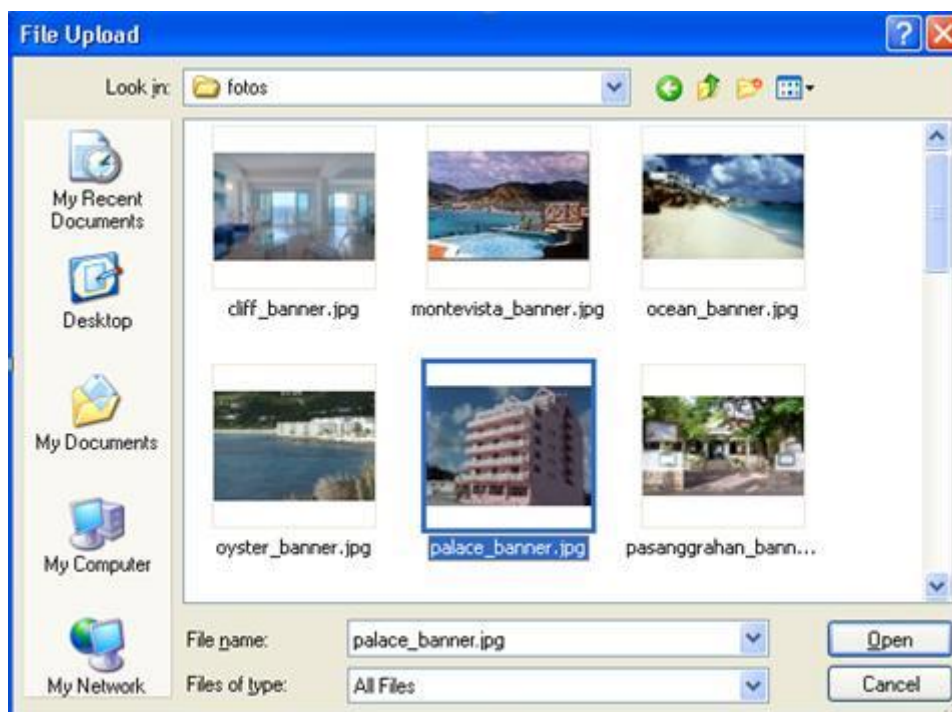 File Upload
Look in:
fotos
My Recent
Documents
Desktop
My Documents
My Computer
My Network
cliff_banner.jpg
montevista_banner.jpg
ocean_banner.jpg
oyster_banner.jpg
palace_banner.jpg
pasanggrahan_bann...
File name:
palace_banner.jpg
Open
Files of type:
All Files
Cancel